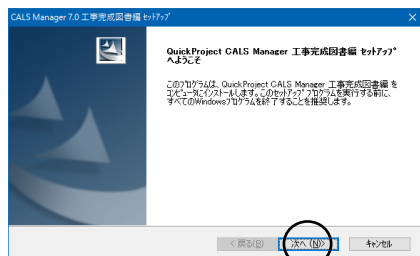 CALS Manager 7.0 工事完成図書編 ｾｯﾄｱｯﾌﾟ
QuickProject CALS Manager 工事完成図書編 ｾｯﾄｱｯﾌﾟ
へようこそ
このﾌﾟﾛｸﾞﾗﾑは、QuickProject CALS Manager 工事完成図書編 を
ｺﾝﾋﾟｭｰﾀにｲﾝｽﾄｰﾙします。このｾｯﾄｱｯﾌﾟ ﾌﾟﾛｸﾞﾗﾑを実行する前に、
すべてのWindowsﾌﾟﾛｸﾞﾗﾑを終了することを推奨します。
< 戻る(B) 次へ (N)> ｷｬﾝｾﾙ